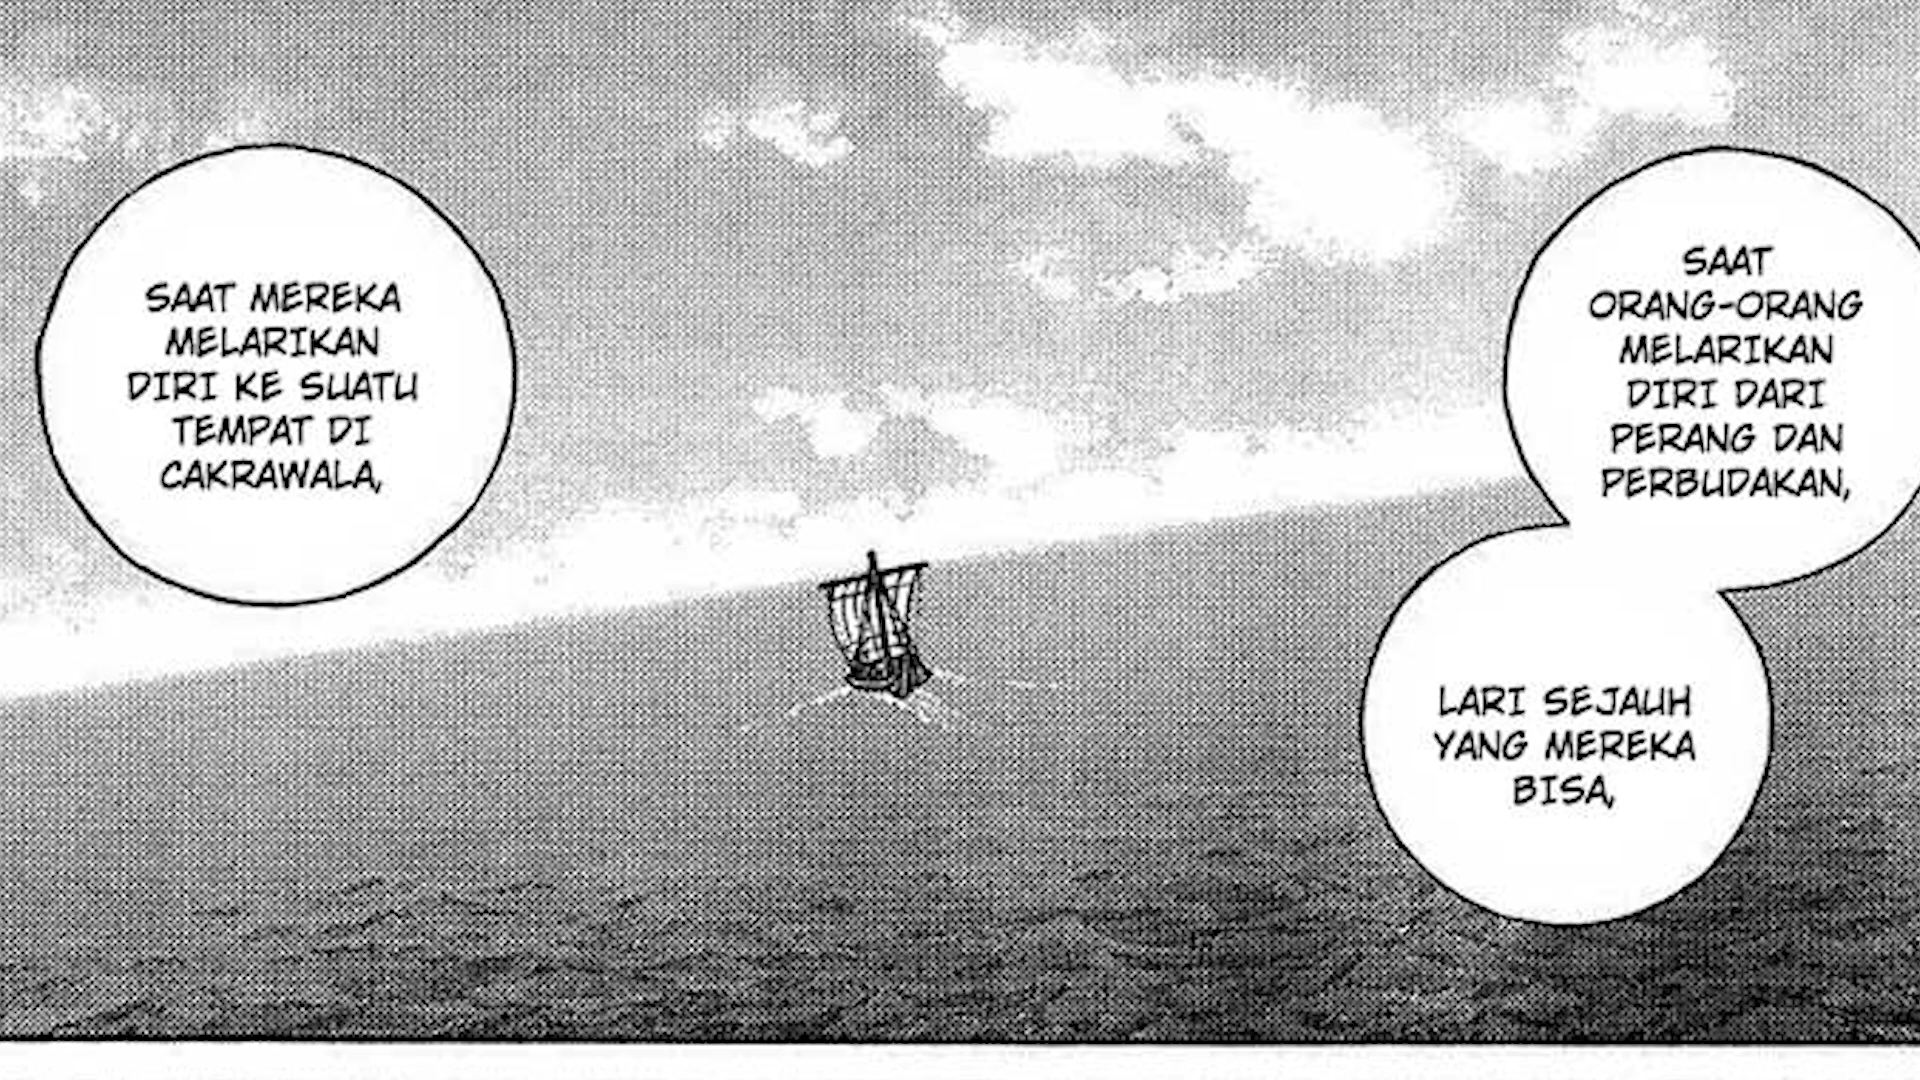 SAAT
ORANG-ORANG
MELARIKAN
DIRI DARI
PERANG DAN
PERBUDAKAN,
LARI SEJAUH
YANG MEREKA
BISA,
SAAT MEREKA
MELARIKAN
DIRI KE SUATU
TEMPAT DI
CAKRAWALA,